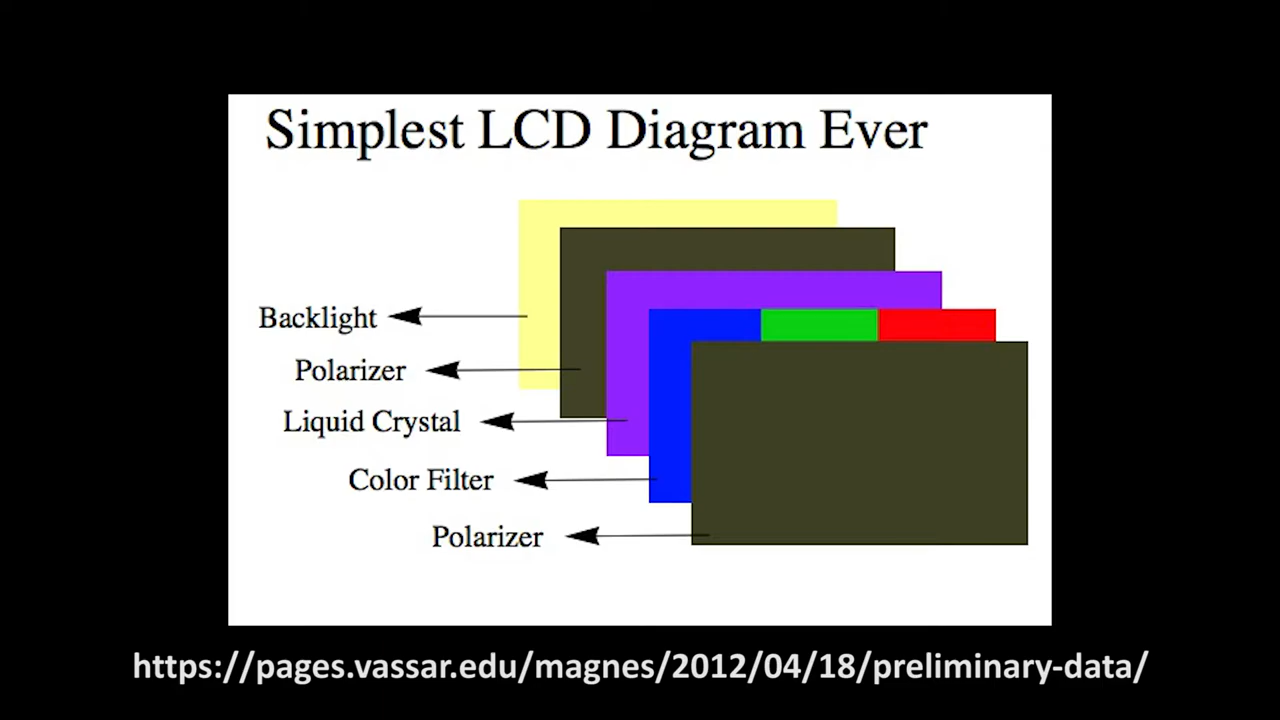 Simplest LCD Diagram Ever
Backlight
Polarizer
Liquid Crystal
Color Filter
Polarizer
https://pages.vassar.edu/magnes/2012/04/18/preliminary-data/